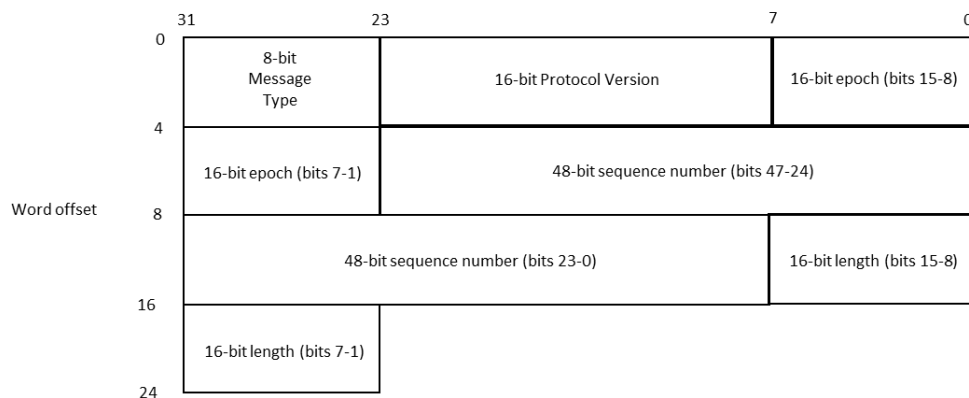 31 23 7 0
0
8-bit
Message
Type
16-bit Protocol Version
16-bit epoch (bits 15-8)
4
16-bit epoch (bits 7-1)
48-bit sequence number (bits 47-24)
Word offset
8
48-bit sequence number (bits 23-0)
16-bit length (bits 15-8)
16
16-bit length (bits 7-1)
24